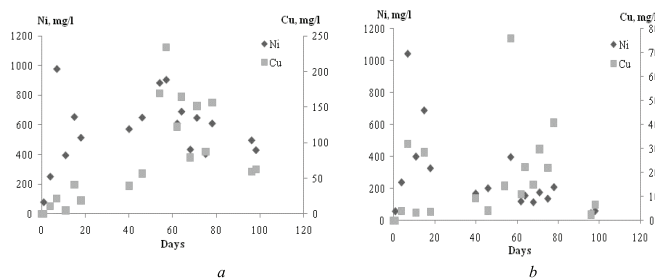 Ni, mg/l Cu, mg/l
1200 250
1000 200
800 150
600 100
400 50
200 0
0
0 20 40 60 80 100
Days
Ni
Cu
a
Ni, mg/l Cu, mg/l
1200 80
1000 70
800 60
600 50
400 40
200 30
0 20
10
0
0 20 40 60 80 100
Days
Ni
Cu
b